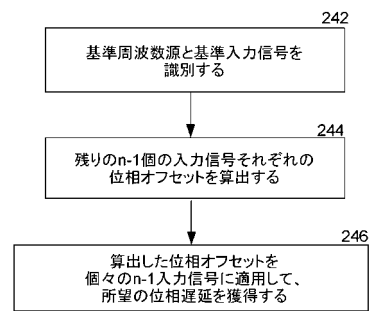 242
基準周波数源と基準入力信号を
識別する
244
残りのn-1個の入力信号それぞれの
位相オフセットを算出する
246
算出した位相オフセットを
個々のn-1入力信号に適用して、
所望の位相遅延を獲得する